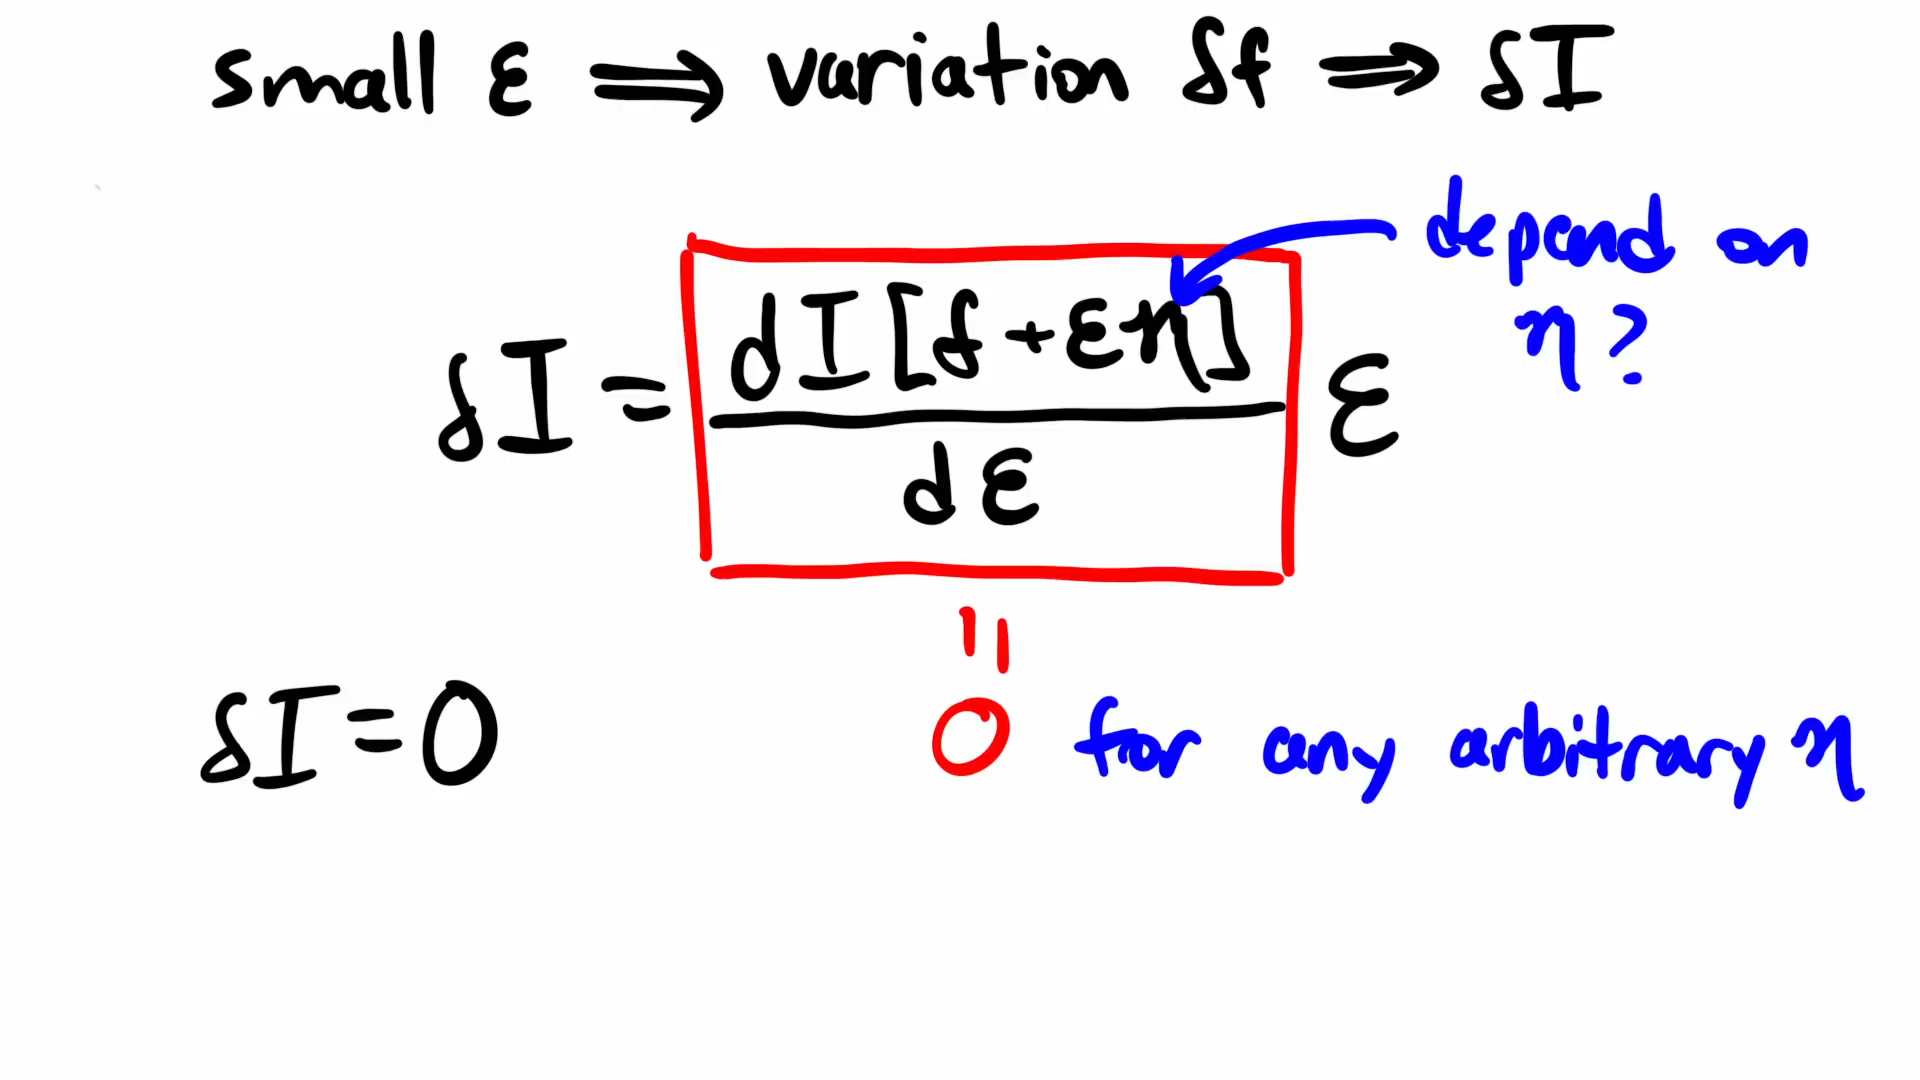 small ε ⟹ variation δf ⟹ δI
depend on
η?
δI = dI[f+εη]/dε ε
=
δI=0
0 for any arbitrary η